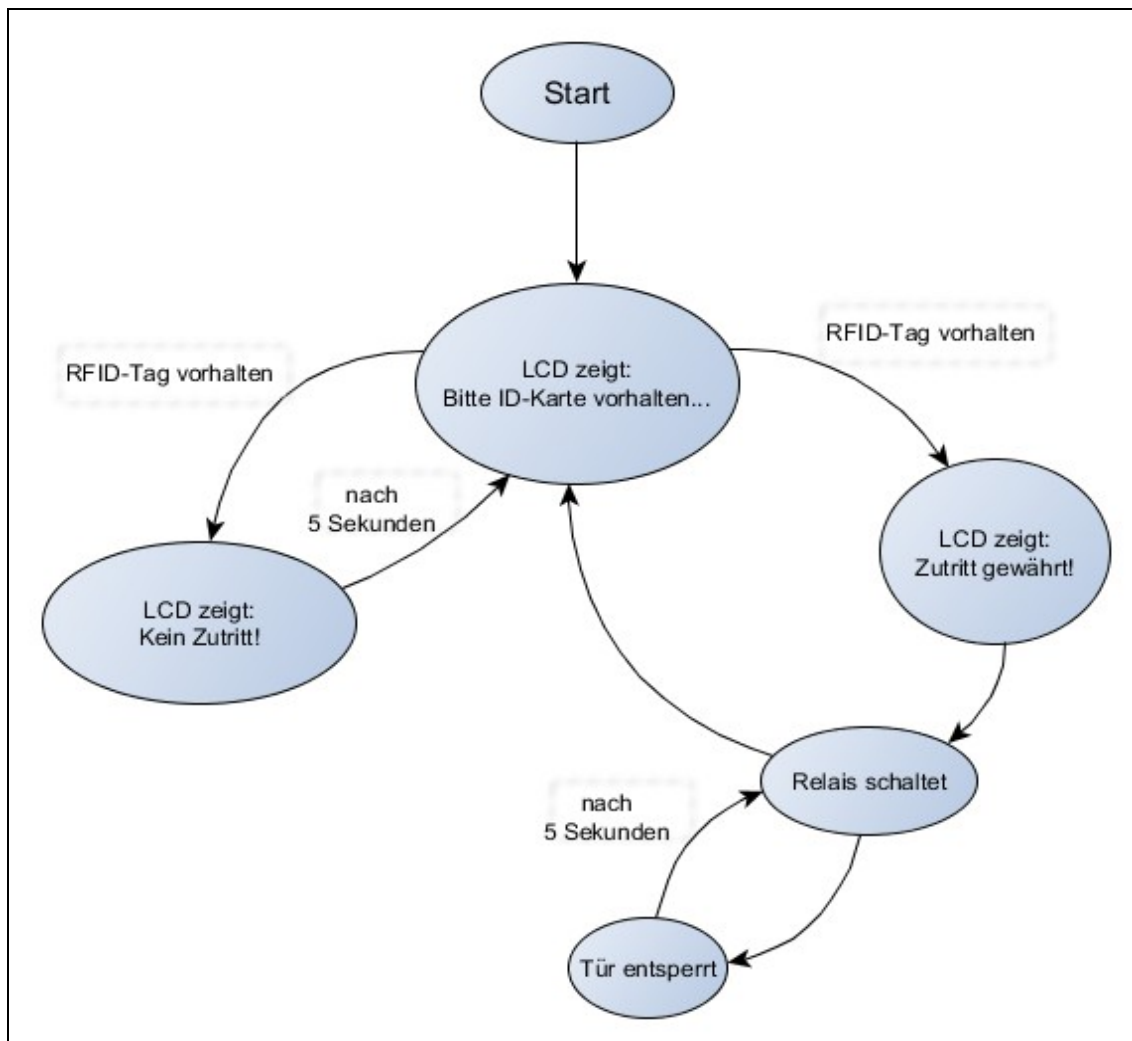 Start
RFID-Tag vorhalten
LCD zeigt:
Bitte ID-Karte vorhalten...
RFID-Tag vorhalten
nach
5 Sekunden
LCD zeigt:
Zutritt gewährt!
LCD zeigt:
Kein Zutritt!
Relais schaltet
nach
5 Sekunden
Tür entsperrt